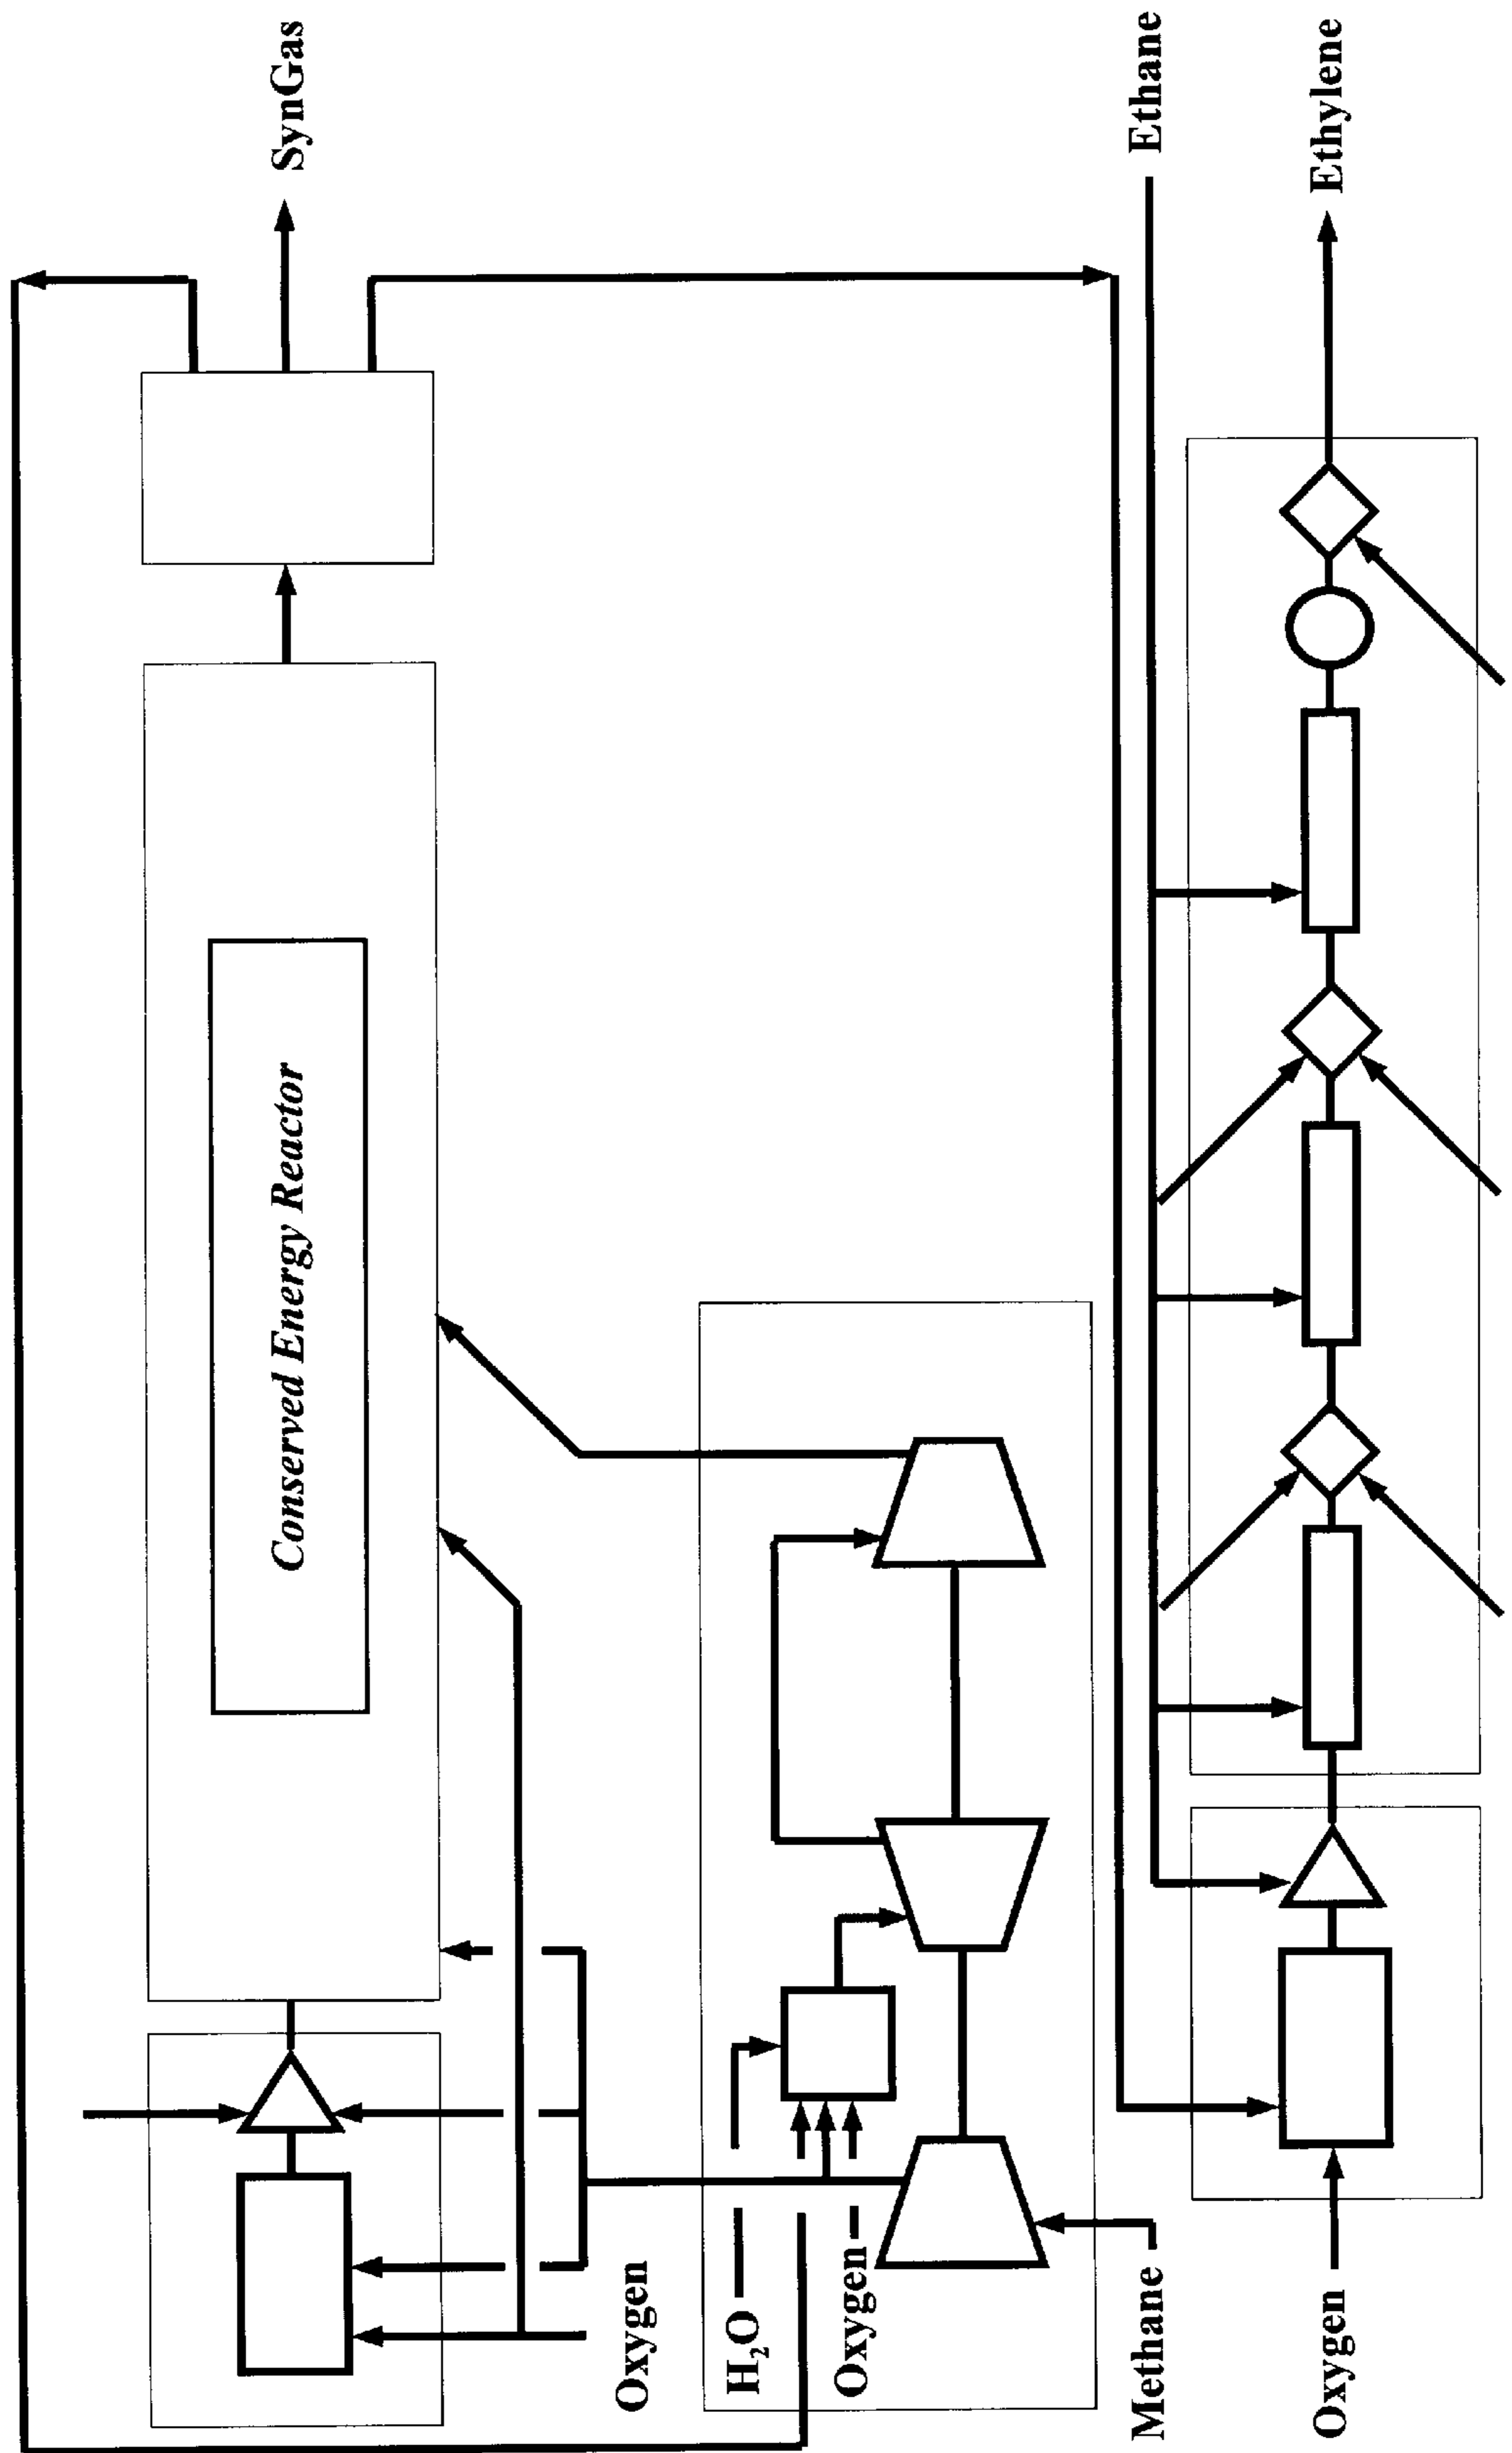 SynGas
Conserved Energy Reactor
Oxygen
H₂O
Oxygen
Methane
Ethane
Oxygen
Ethylene